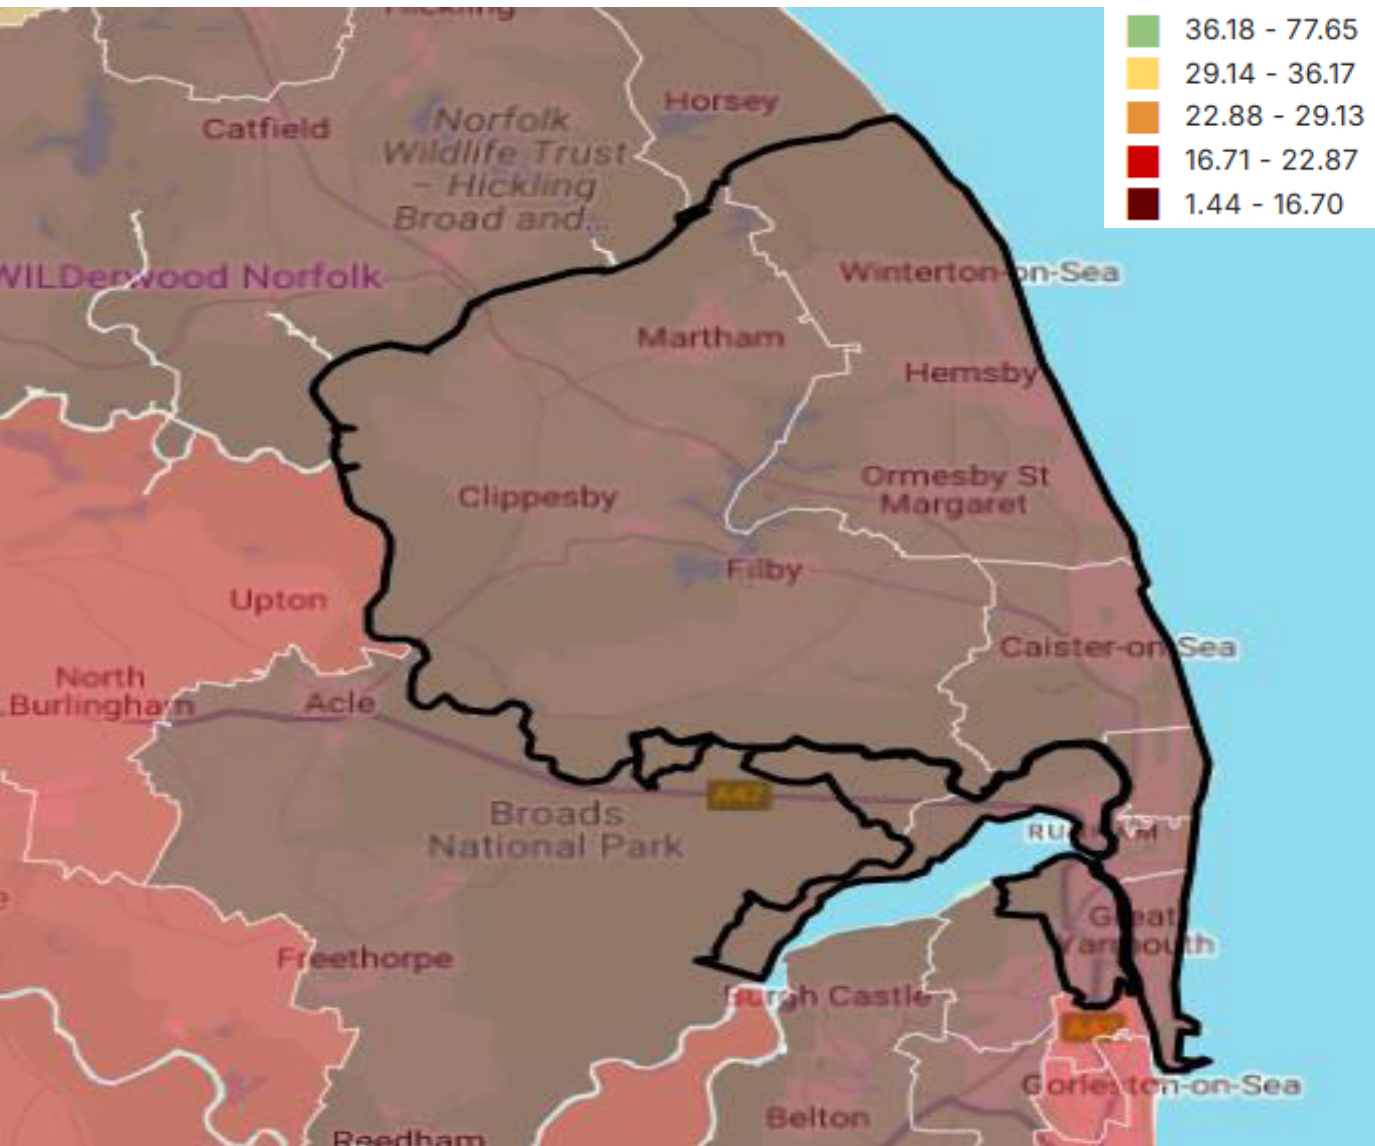 Hickling
36.18 - 77.65
29.14 - 36.17
22.88 - 29.13
16.71 - 22.87
1.44 - 16.70
Horsey
Catfield
Norfolk
Wildlife Trust
- Hickling
Broad and...
WILDerwood Norfolk
Winterton-on-Sea
Martham
Hemsby
Ormesby St
Margaret
Clippesby
Filby
Upton
Caister-on-Sea
North
Burlingham
Acle
A47
Broads
National Park
Great
Yarmouth
Freethorpe
Burgh Castle
A47
Gorleston-on-Sea
Belton
Reedham